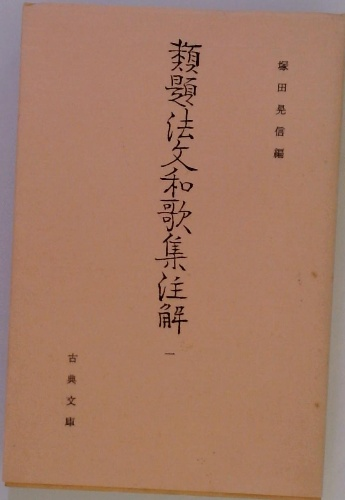 塚田晃信編
類題法文和歌集注解
一
古典文庫